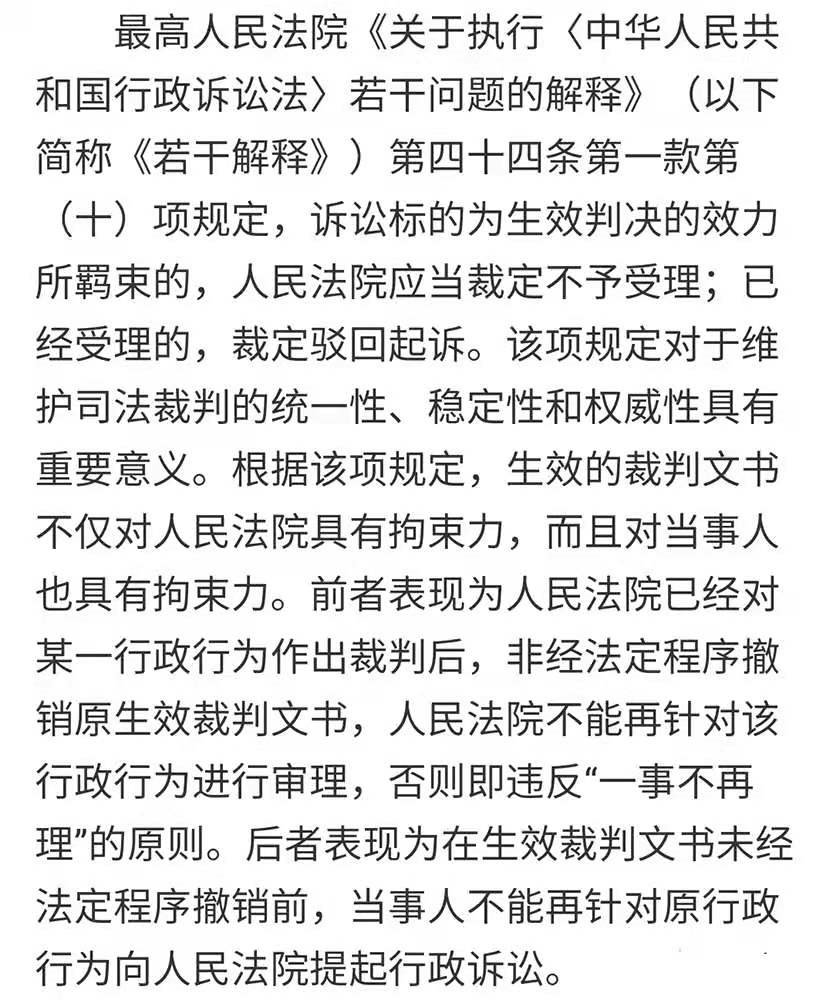 最高人民法院《关于执行〈中华人民共
和国行政诉讼法〉若干问题的解释》（以下
简称《若干解释》）第四十四条第一款第
（十）项规定，诉讼标的为生效判决的效力
所羁束的，人民法院应当裁定不予受理；已
经受理的，裁定驳回起诉。该项规定对于维
护司法裁判的统一性、稳定性和权威性具有
重要意义。根据该项规定，生效的裁判文书
不仅对人民法院具有拘束力，而且对当事人
也具有拘束力。前者表现为人民法院已经对
某一行政行为作出裁判后，非经法定程序撤
销原生效裁判文书，人民法院不能再针对该
行政行为进行审理，否则即违反“一事不再
理”的原则。后者表现为在生效裁判文书未经
法定程序撤销前，当事人不能再针对原行政
行为向人民法院提起行政诉讼。